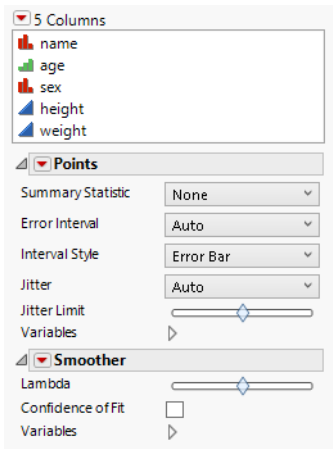 5 Columns
name
age
sex
height
weight
Points
Summary Statistic None
Error Interval Auto
Interval Style Error Bar
Jitter Auto
Jitter Limit
Variables
Smoother
Lambda
Confidence of Fit
Variables